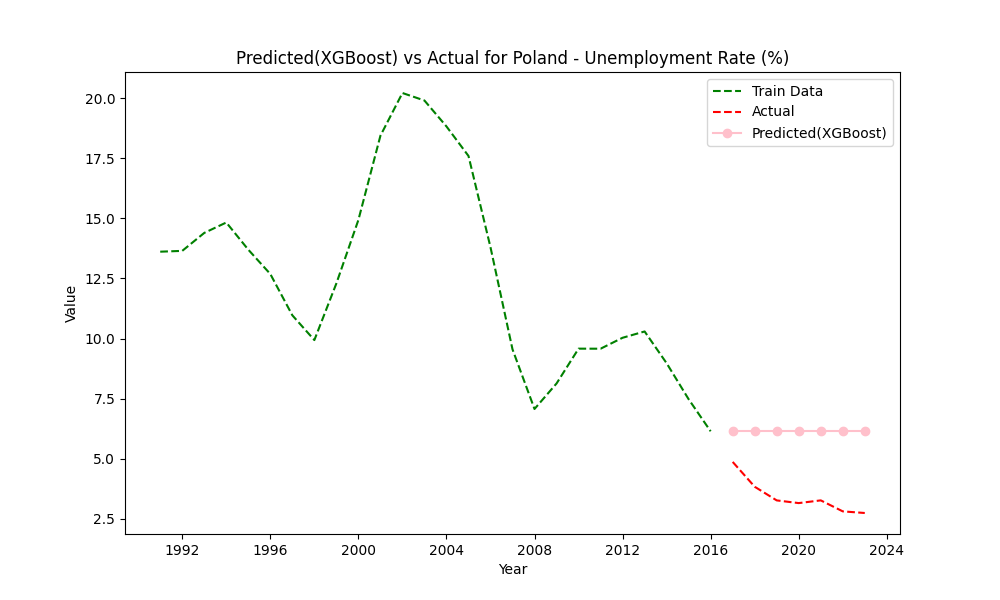 Predicted(XGBoost) vs Actual for Poland - Unemployment Rate (%)
Train Data
Actual
Predicted(XGBoost)
20.0
17.5
15.0
12.5
10.0
7.5
5.0
2.5
Value
1992 1996 2000 2004 2008 2012 2016 2020 2024
Year